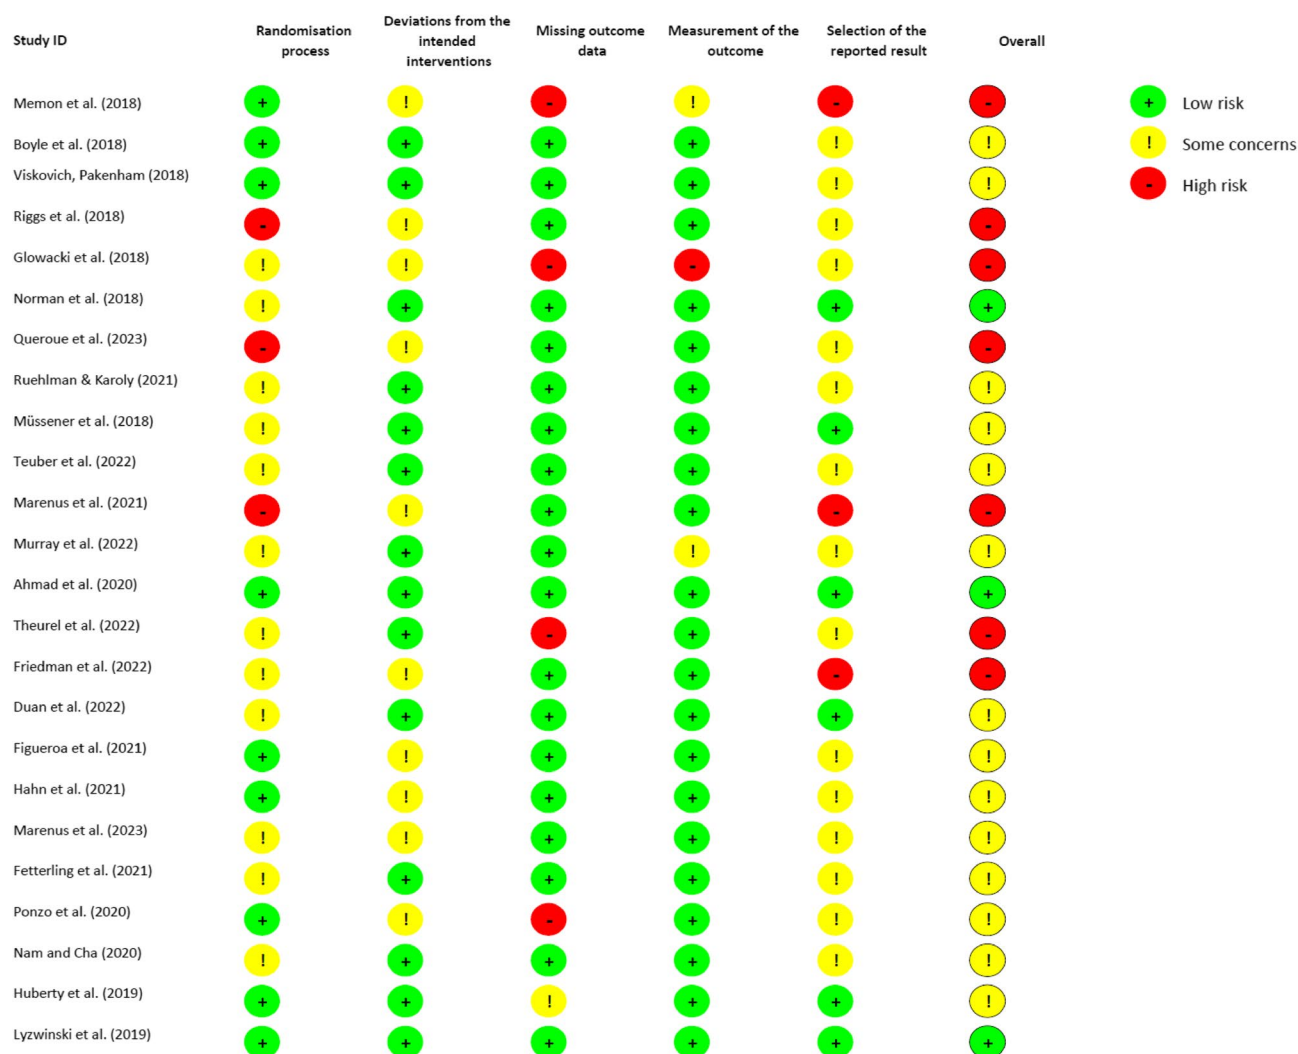 Study ID
Randomisation process
Deviations from the intended interventions
Missing outcome data
Measurement of the outcome
Selection of the reported result
Overall
Memon et al. (2018) + ! - ! - -
Boyle et al. (2018) + + + + ! !
Viskovich, Pakenham (2018) + + + + ! !
Riggs et al. (2018) - ! + + ! -
Glowacki et al. (2018) ! ! - - ! -
Norman et al. (2018) ! + + + + +
Queroue et al. (2023) - ! + + ! -
Ruehlman & Karoly (2021) ! + + + ! !
Müssener et al. (2018) ! + + + + !
Teuber et al. (2022) ! + + + ! !
Marenus et al. (2021) - ! + + - -
Murray et al. (2022) ! + + ! ! !
Ahmad et al. (2020) + + + + + +
Theurel et al. (2022) ! + - + ! -
Friedman et al. (2022) ! ! + + - -
Duan et al. (2022) ! + + + + !
Figueroa et al. (2021) + ! + + ! !
Hahn et al. (2021) + ! + + ! !
Marenus et al. (2023) ! ! + + ! !
Fetterling et al. (2021) ! + + + ! !
Ponzo et al. (2020) + ! - + ! !
Nam and Cha (2020) ! + + + ! !
Huberty et al. (2019) + + ! + + !
Lyzwinski et al. (2019) + + + + + +
+ Low risk
! Some concerns
- High risk